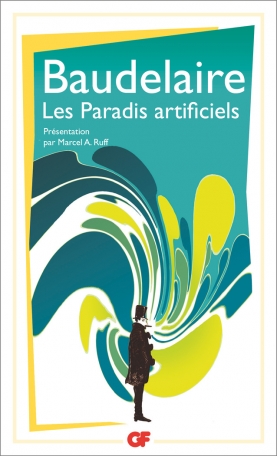 Baudelaire
Les Paradis artificiels
Présentation
par Marcel A. Ruff
GF